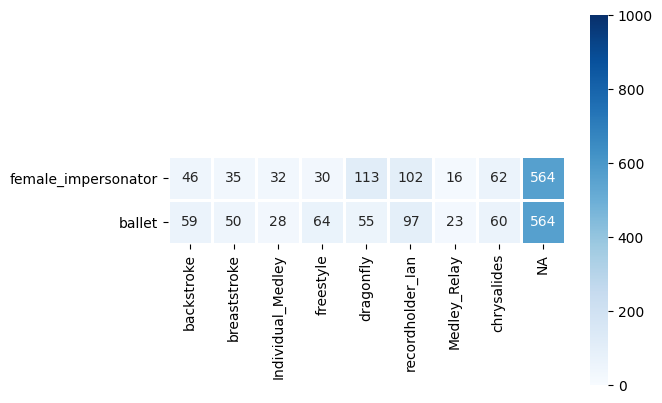 1000
800
600
400
200
0
female_impersonator 46 35 32 30 113 102 16 62 564
ballet 59 50 28 64 55 97 23 60 564
backstroke
breaststroke
Individual_Medley
freestyle
dragonfly
recordholder_Ian
Medley_Relay
chrysalides
NA